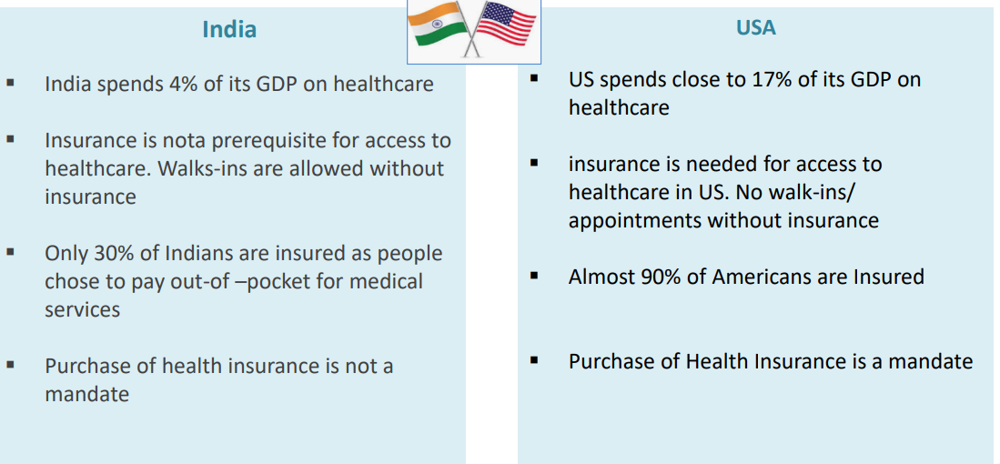 India
▪ India spends 4% of its GDP on healthcare
▪ Insurance is nota prerequisite for access to
healthcare. Walks-ins are allowed without
insurance
▪ Only 30% of Indians are insured as people
chose to pay out-of –pocket for medical
services
▪ Purchase of health insurance is not a
mandate
USA
▪ US spends close to 17% of its GDP on
healthcare
▪ insurance is needed for access to
healthcare in US. No walk-ins/
appointments without insurance
▪ Almost 90% of Americans are Insured
▪ Purchase of Health Insurance is a mandate